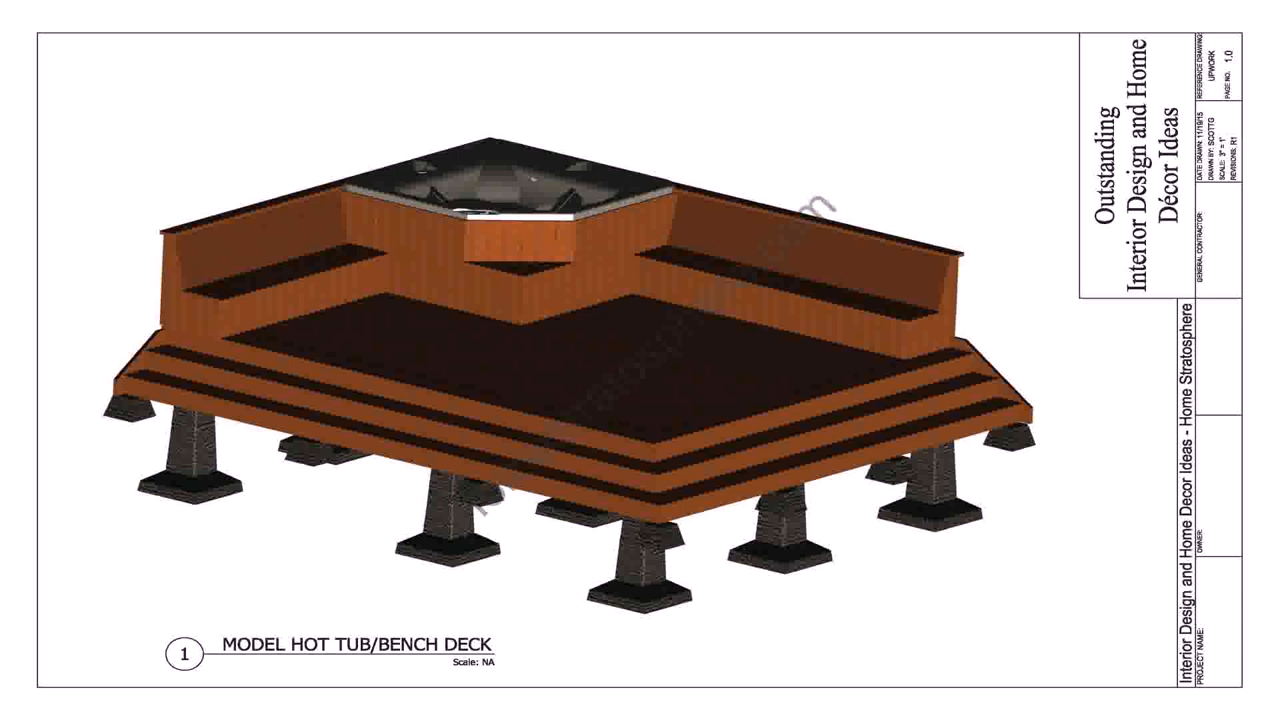 Outstanding
Interior Design and Home
Décor Ideas
REFERENCE DRAWING:
UPWORK
PAGE NO. 1.0
DATE DRAWN: 11/19/15
DRAWN BY: SCOTTG
SCALE: 3" = 1'
REVISIONS: R1
GENERAL CONTRACTOR:
Interior Design and Home Decor Ideas - Home Stratosphere
OWNER:
PROJECT NAME:
1
MODEL HOT TUB/BENCH DECK
Scale: NA